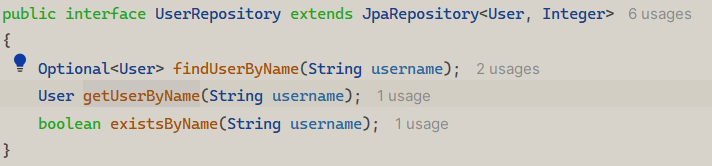 public interface UserRepository extends JpaRepository<User, Integer> 6 usages
{
Optional<User> findUserByName(String username); 2 usages
User getUserByName(String username); 1 usage
boolean existsByName(String username); 1 usage
}